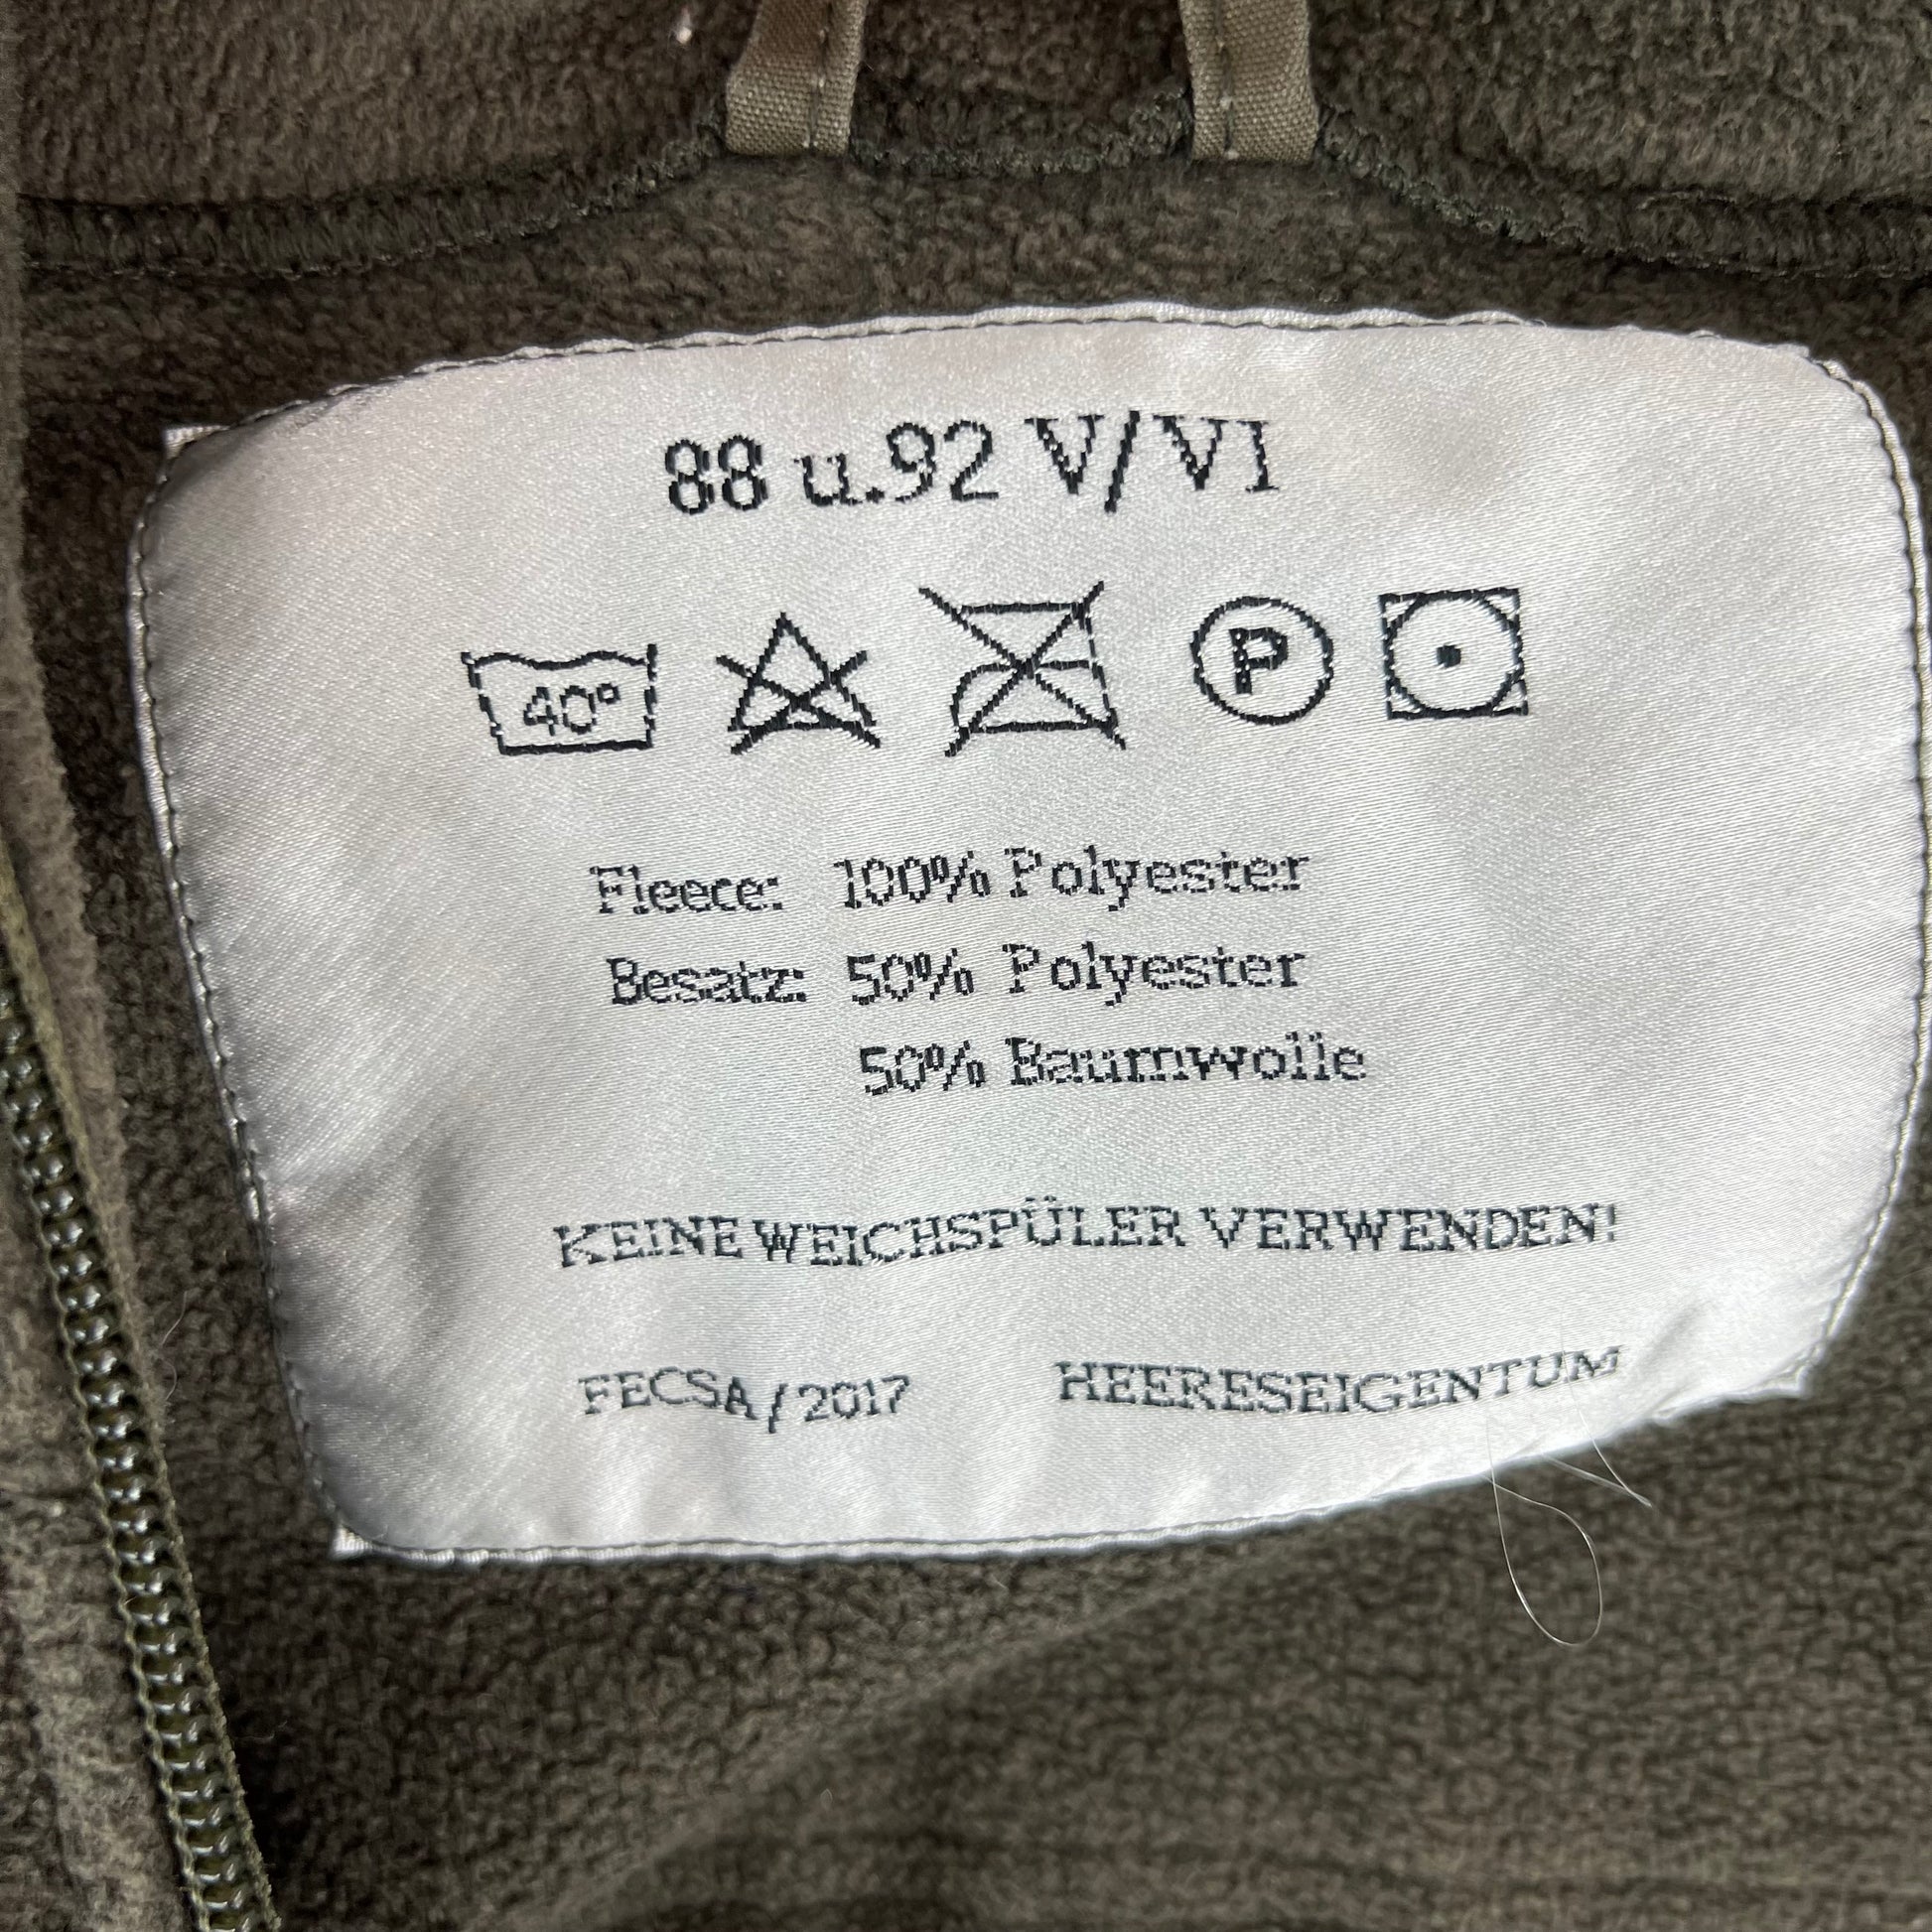 88 u.92 V/VI
40°
P
Fleece: 100% Polyester
Besatz: 50% Polyester
50% Baumwolle
KEINE WEICHSPÜLER VERWENDEN!
FECSA/2017 HEERESEIGENTUM